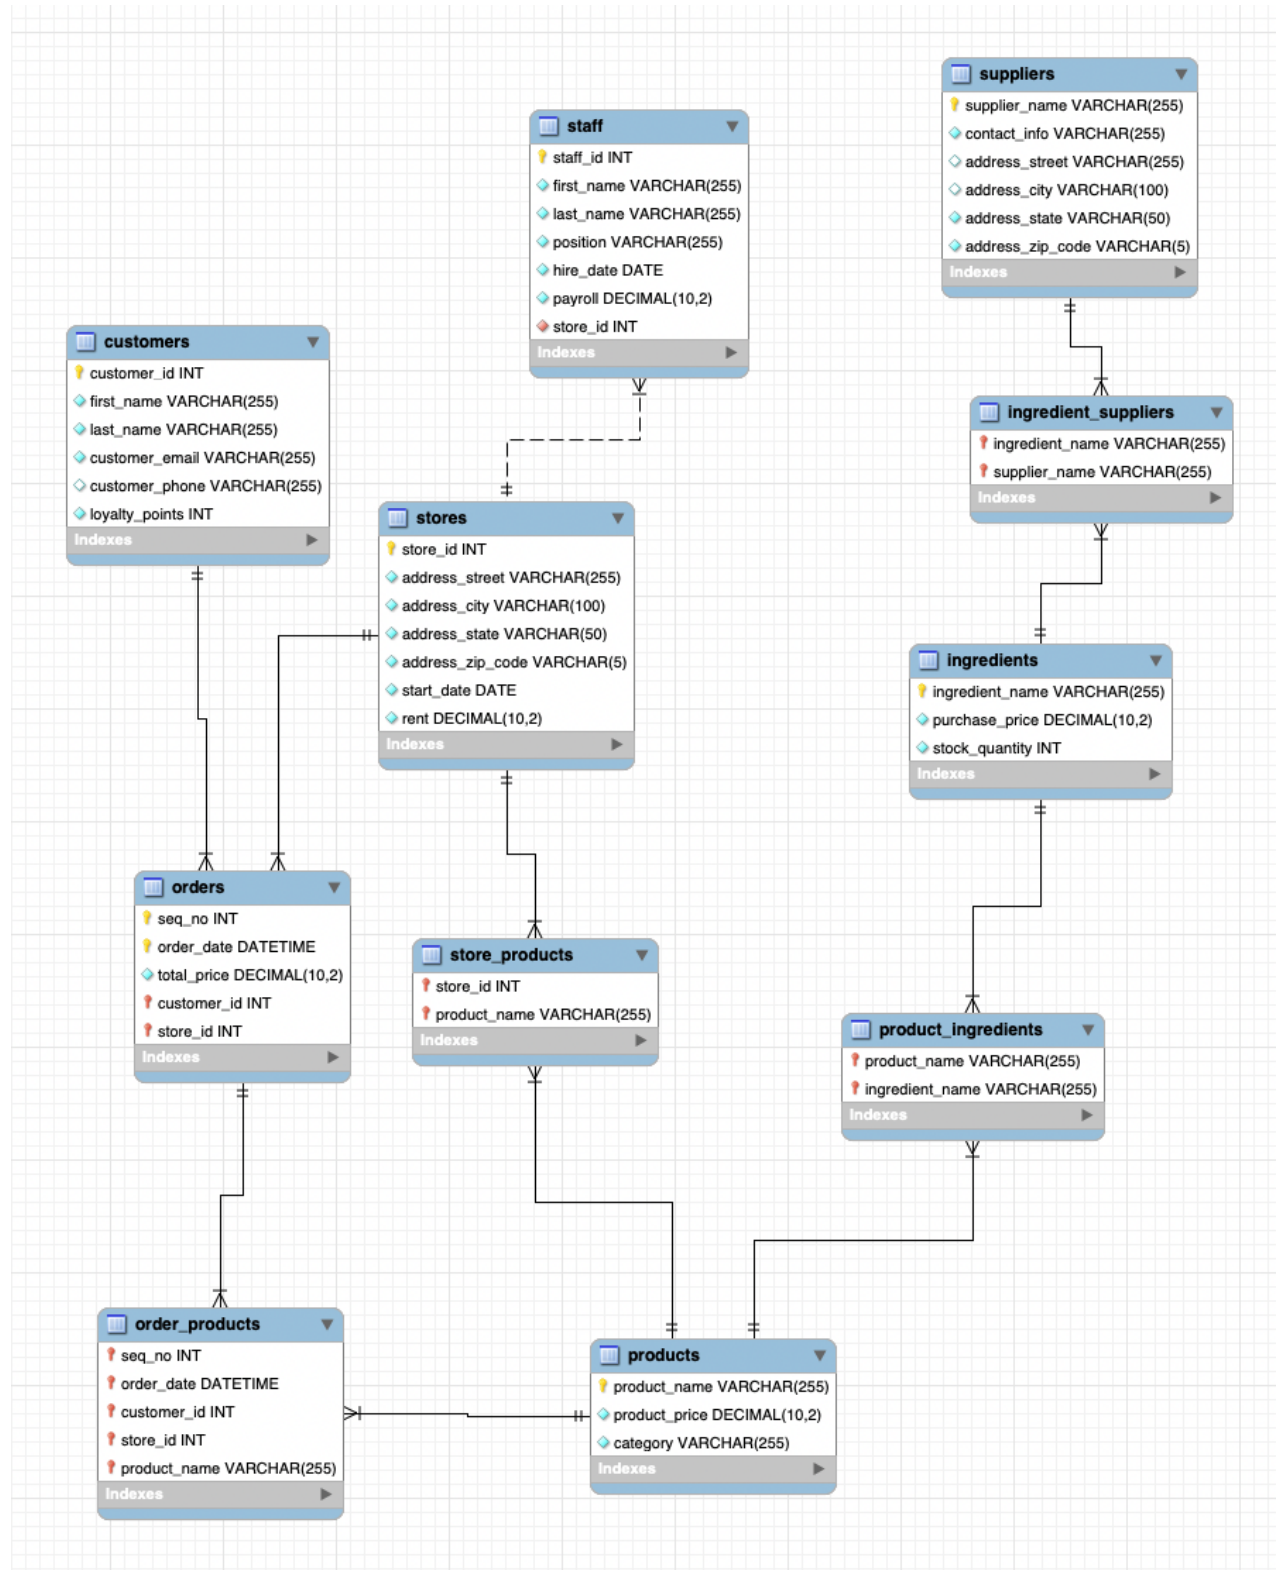 suppliers
supplier_name VARCHAR(255)
contact_info VARCHAR(255)
address_street VARCHAR(255)
address_city VARCHAR(100)
address_state VARCHAR(50)
address_zip_code VARCHAR(5)
Indexes
staff
staff_id INT
first_name VARCHAR(255)
last_name VARCHAR(255)
position VARCHAR(255)
hire_date DATE
payroll DECIMAL(10,2)
store_id INT
Indexes
customers
customer_id INT
first_name VARCHAR(255)
last_name VARCHAR(255)
customer_email VARCHAR(255)
customer_phone VARCHAR(255)
loyalty_points INT
Indexes
ingredient_suppliers
ingredient_name VARCHAR(255)
supplier_name VARCHAR(255)
Indexes
stores
store_id INT
address_street VARCHAR(255)
address_city VARCHAR(100)
address_state VARCHAR(50)
address_zip_code VARCHAR(5)
start_date DATE
rent DECIMAL(10,2)
Indexes
ingredients
ingredient_name VARCHAR(255)
purchase_price DECIMAL(10,2)
stock_quantity INT
Indexes
orders
seq_no INT
order_date DATETIME
total_price DECIMAL(10,2)
customer_id INT
store_id INT
Indexes
store_products
store_id INT
product_name VARCHAR(255)
Indexes
product_ingredients
product_name VARCHAR(255)
ingredient_name VARCHAR(255)
Indexes
order_products
seq_no INT
order_date DATETIME
customer_id INT
store_id INT
product_name VARCHAR(255)
Indexes
products
product_name VARCHAR(255)
product_price DECIMAL(10,2)
category VARCHAR(255)
Indexes